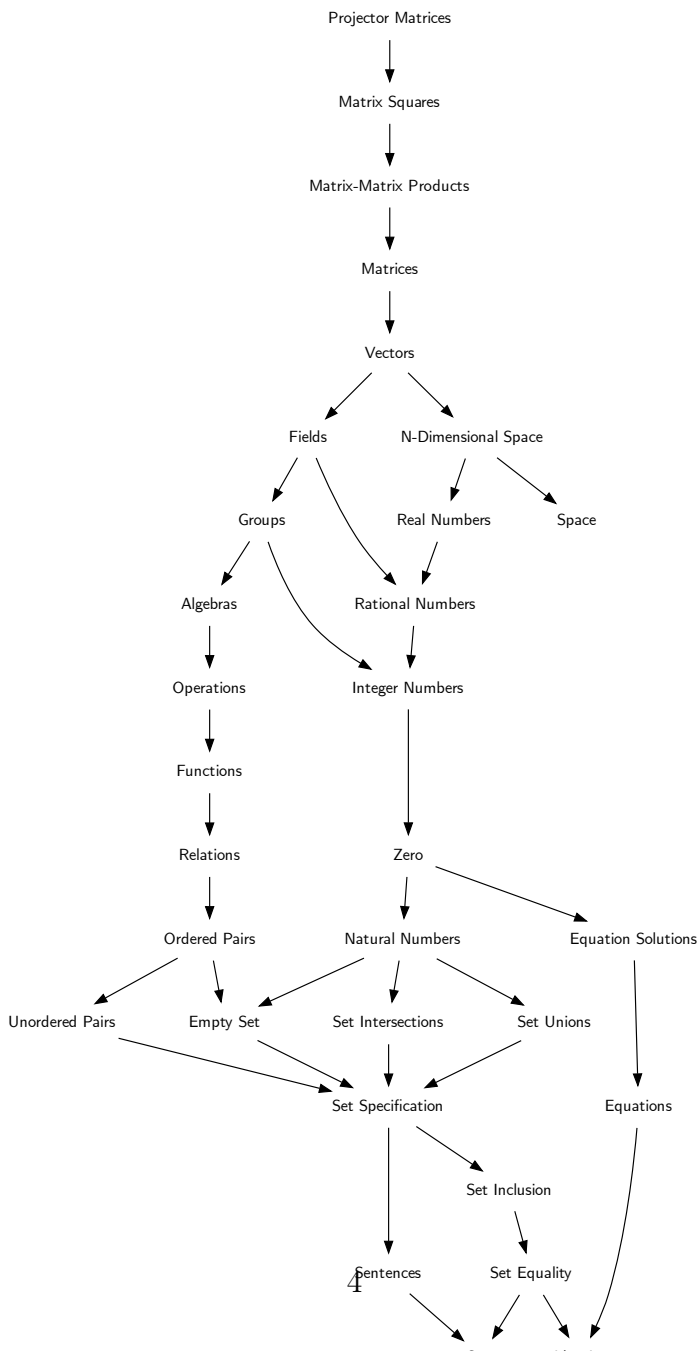 Projector Matrices
Matrix Squares
Matrix-Matrix Products
Matrices
Vectors
Fields
N-Dimensional Space
Groups
Real Numbers
Space
Algebras
Rational Numbers
Operations
Integer Numbers
Functions
Relations
Zero
Ordered Pairs
Natural Numbers
Equation Solutions
Unordered Pairs
Empty Set
Set Intersections
Set Unions
Set Specification
Equations
Set Inclusion
Sentences
Set Equality
4